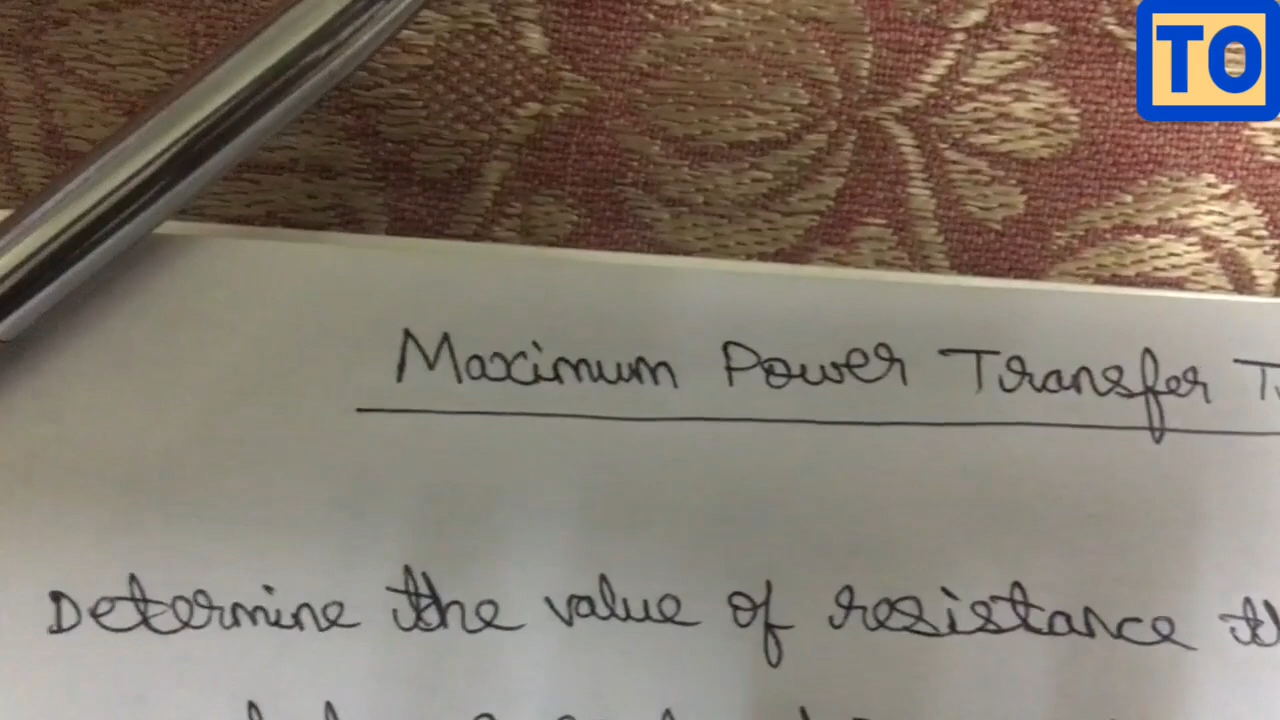 TO
Maximum Power Transfer
Determine the value of resistance